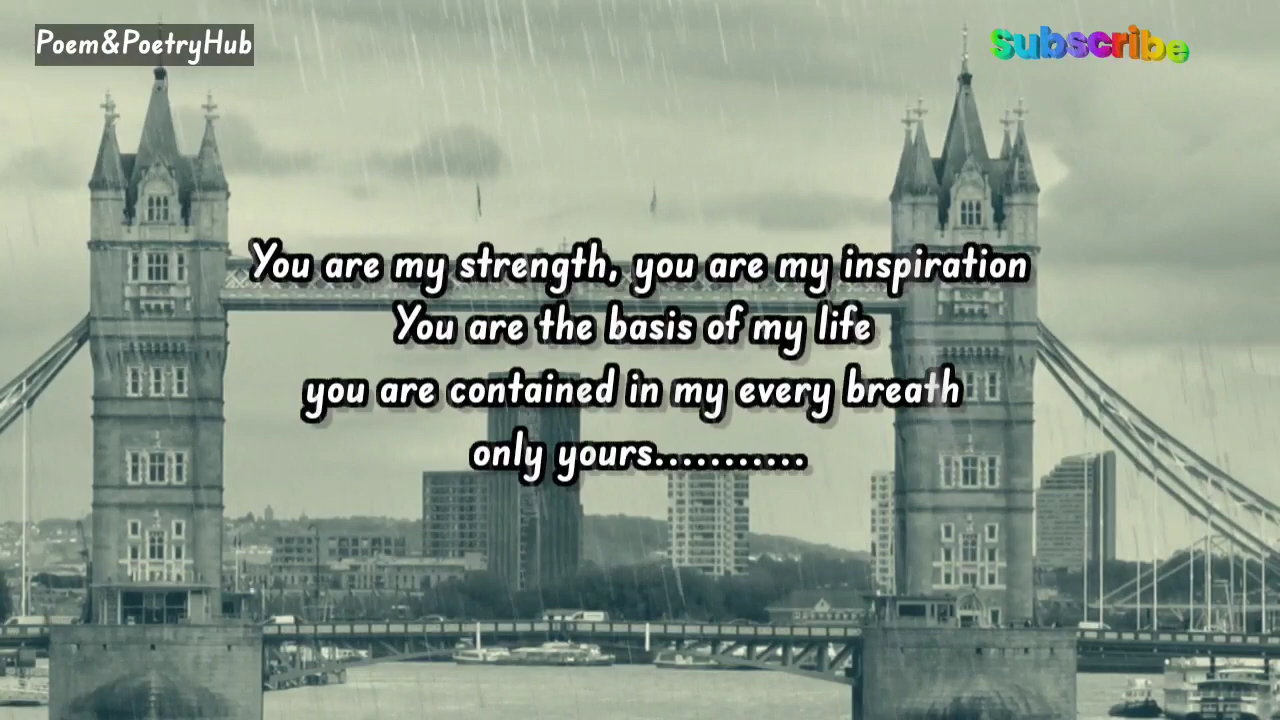 Poem&PoetryHub
Subscribe
You are my strength, you are my inspiration
You are the basis of my life
you are contained in my every breath
only yours...........